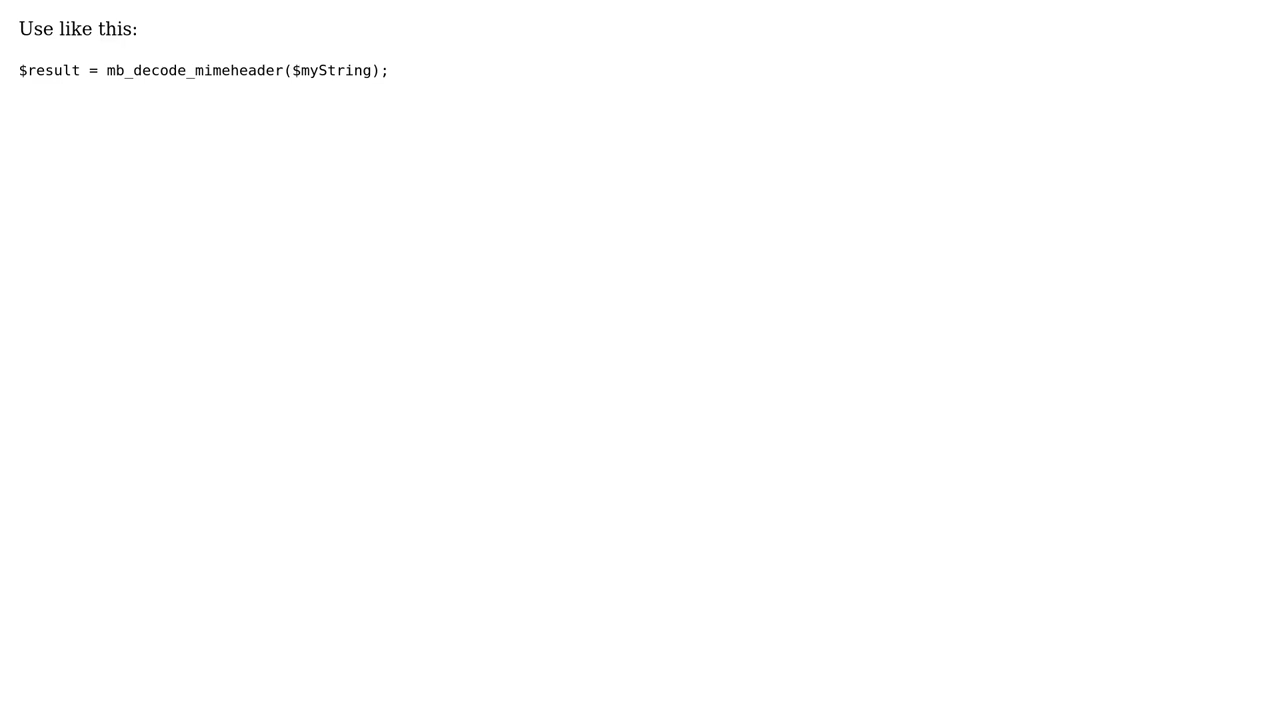 Use like this:
$result = mb_decode_mimeheader($myString);